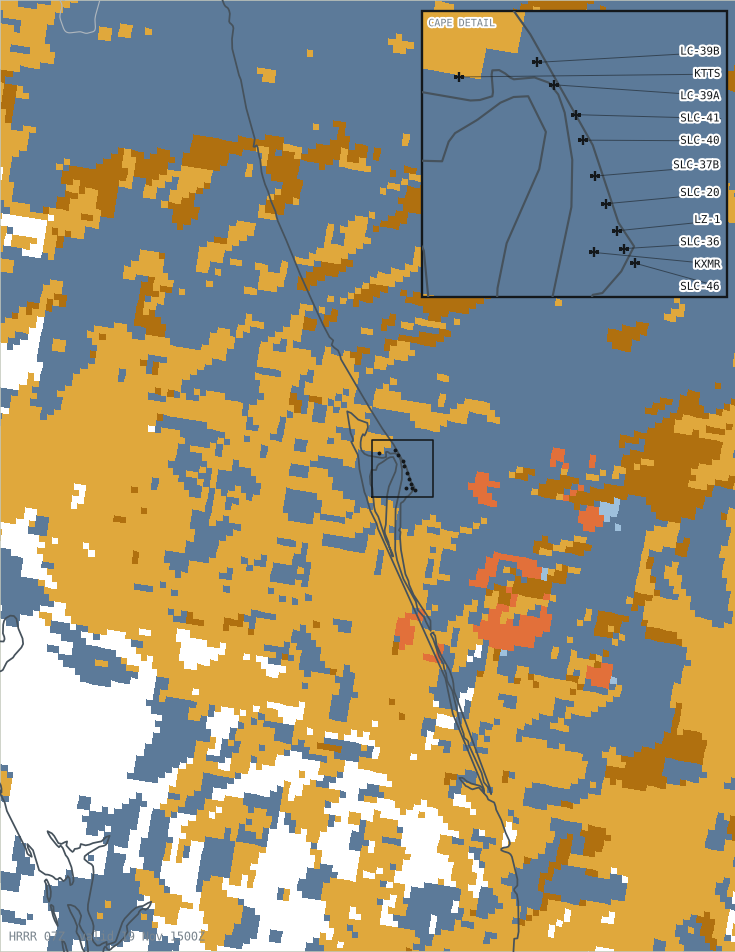 CAPE DETAIL
LC-39B
KTTS
LC-39A
SLC-41
SLC-40
SLC-37B
SLC-20
LZ-1
SLC-36
KXMR
SLC-46
HRRR 1500Z